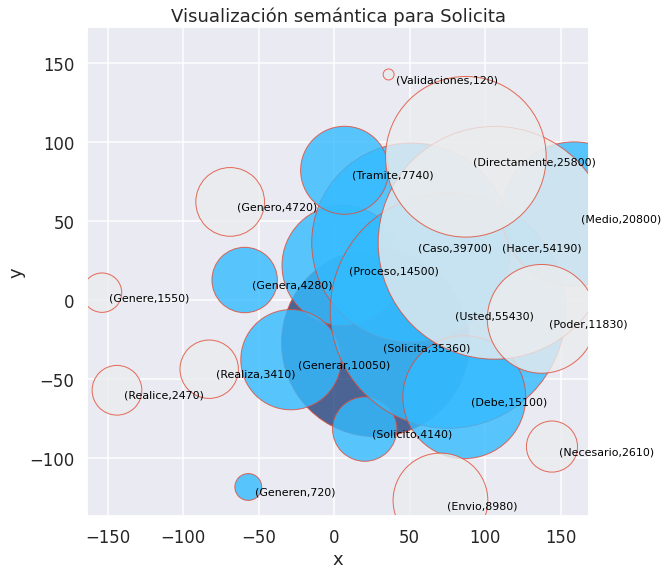 Visualización semántica para Solicita
150
(Validaciones,120)
100
(Directamente,25800)
(Tramite,7740)
(Genero,4720)
50
(Medio,20800)
(Caso,39700)
(Hacer,54190)
(Proceso,14500)
(Genera,4280)
0
(Genere,1550)
(Usted,55430)
(Poder,11830)
y
(Solicita,35360)
(Generar,10050)
(Realiza,3410)
−50
(Realice,2470)
(Debe,15100)
(Solicito,4140)
−100
(Necesario,2610)
(Generen,720)
(Envio,8980)
−150
−100
−50
0
50
100
150
x